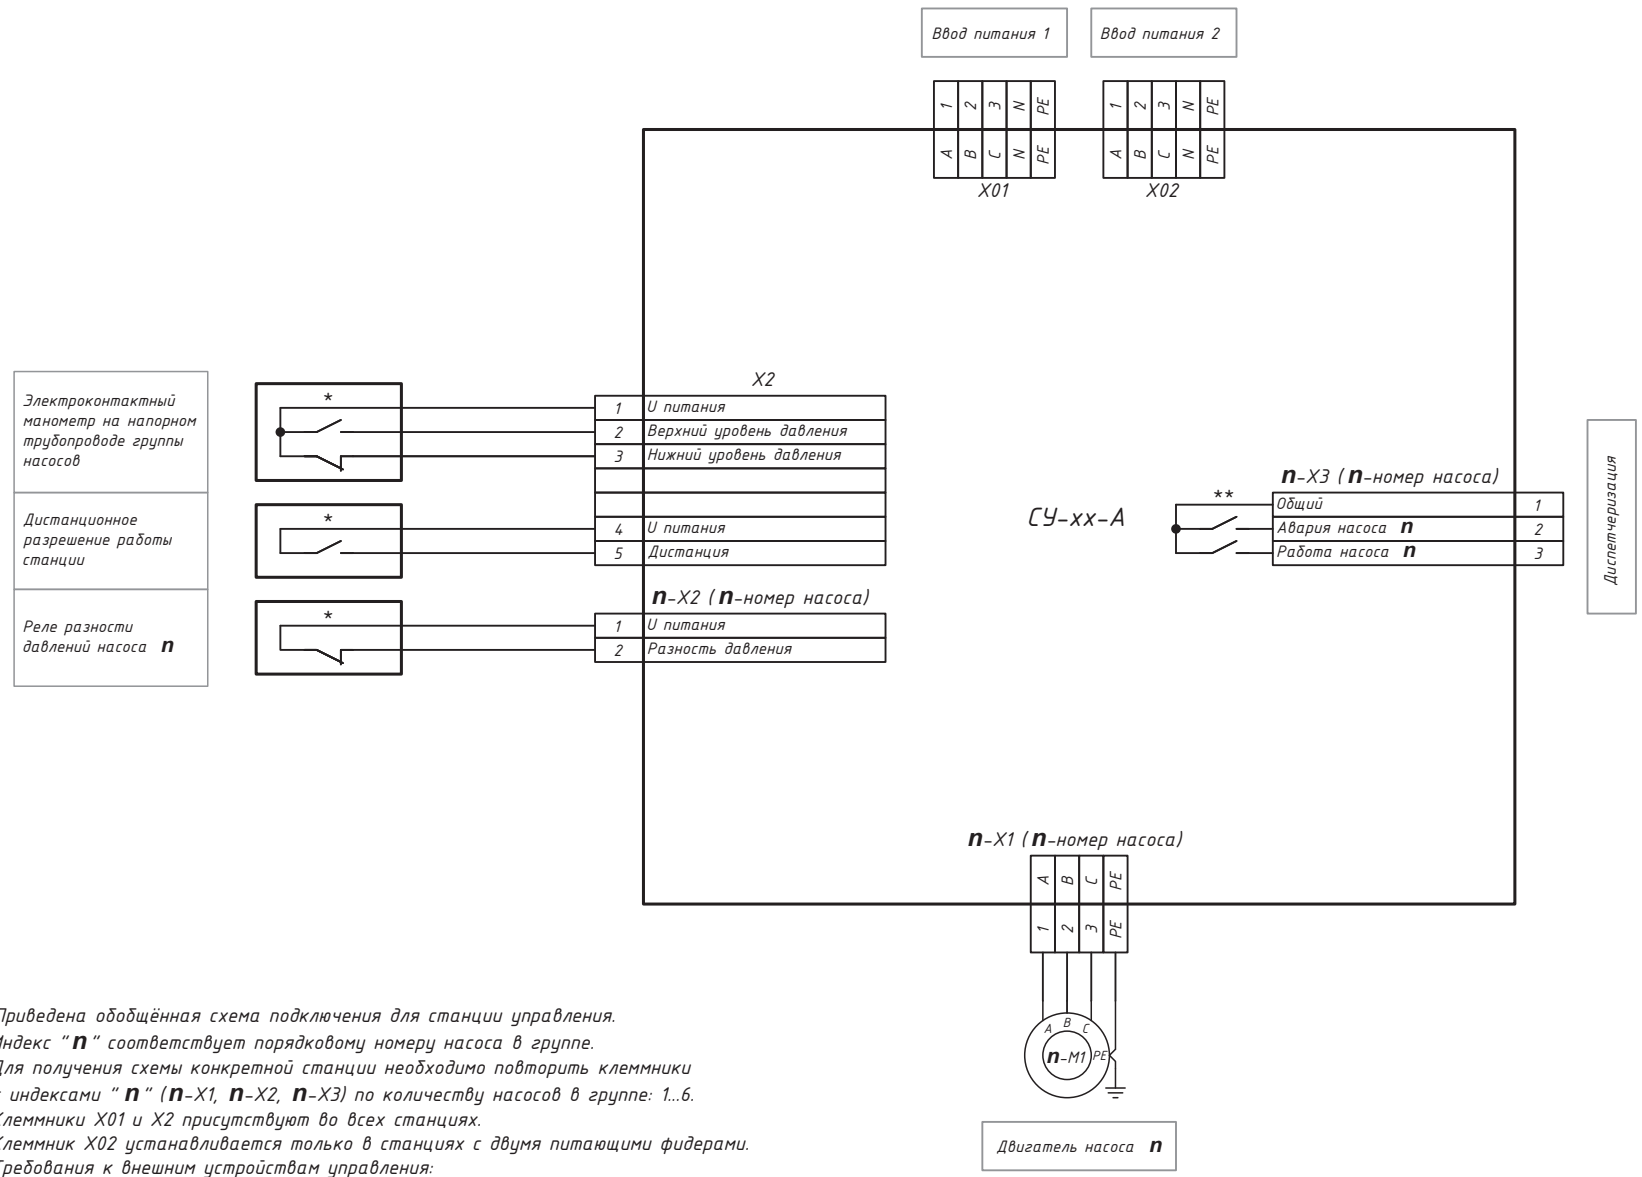 Ввод питания 1
Ввод питания 2
1 2 3 N PE
1 2 3 N PE
A B C N PE
A B C N PE
X01
X02
Электроконтактный
манометр на напорном
трубопроводе группы
насосов
*
X2
1 U питания
2 Верхний уровень давления
3 Нижний уровень давления
Дистанционное
разрешение работы
станции
*
4 U питания
5 Дистанция
Реле разности
давлений насоса n
*
n-X2 (n-номер насоса)
1 U питания
2 Разность давления
СУ-xx-А
n-X3 (n-номер насоса)
**
Общий 1
Авария насоса n 2
Работа насоса n 3
Диспетчеризация
n-X1 (n-номер насоса)
A B C PE
1 2 3 PE
A B C
n-M1 PE
Двигатель насоса n
Приведена обобщённая схема подключения для станции управления.
Индекс "n" соответствует порядковому номеру насоса в группе.
Для получения схемы конкретной станции необходимо повторить клеммники
с индексами "n" (n-X1, n-X2, n-X3) по количеству насосов в группе: 1...6.
Клеммники X01 и X2 присутствуют во всех станциях.
Клеммник X02 устанавливается только в станциях с двумя питающими фидерами.
Требования к внешним устройствам управления: